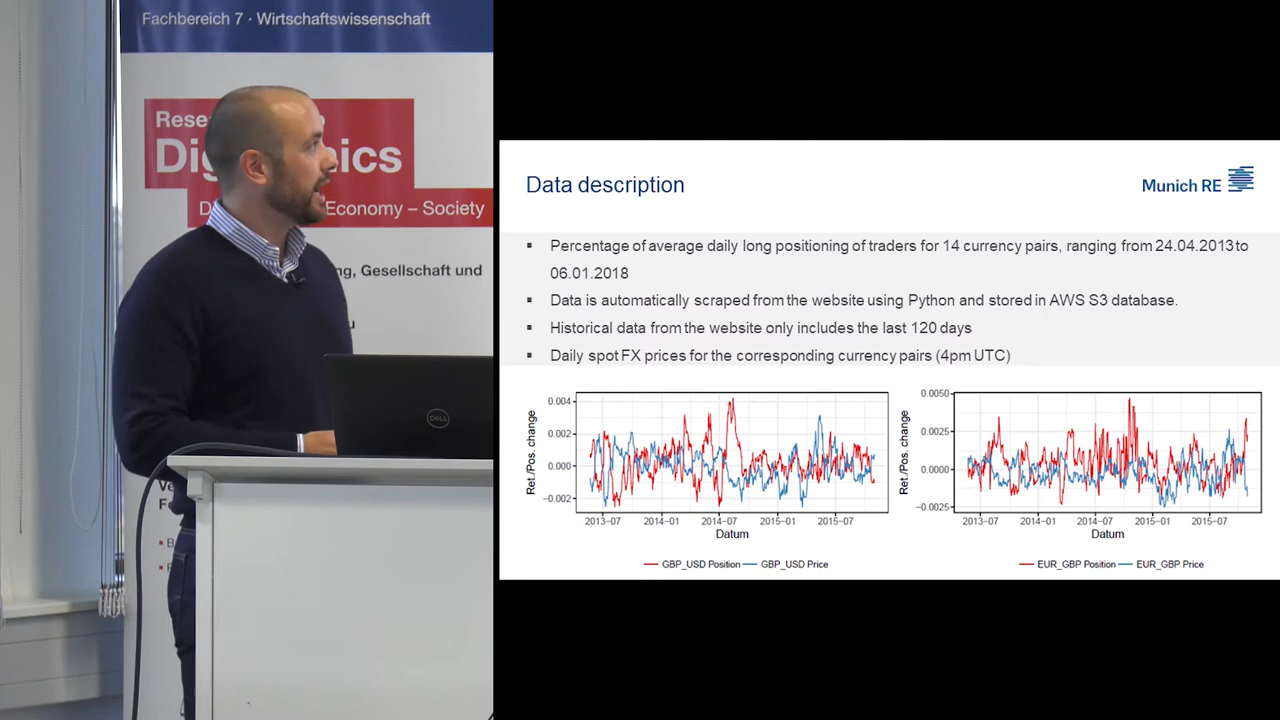 Fachbereich 7 · Wirtschaftswissenschaft
Rese
Dig ics
D Economy – Society
ng, Gesellschaft und
u
Ve
Fo
DELL
Data description
Munich RE
▪ Percentage of average daily long positioning of traders for 14 currency pairs, ranging from 24.04.2013 to
06.01.2018
▪ Data is automatically scraped from the website using Python and stored in AWS S3 database.
▪ Historical data from the website only includes the last 120 days
▪ Daily spot FX prices for the corresponding currency pairs (4pm UTC)
Ret./Pos. change
0.004
0.002
0.000
−0.002
2013−07 2014−01 2014−07 2015−01 2015−07
Datum
GBP_USD Position GBP_USD Price
Ret./Pos. change
0.0050
0.0025
0.0000
−0.0025
2013−07 2014−01 2014−07 2015−01 2015−07
Datum
EUR_GBP Position EUR_GBP Price